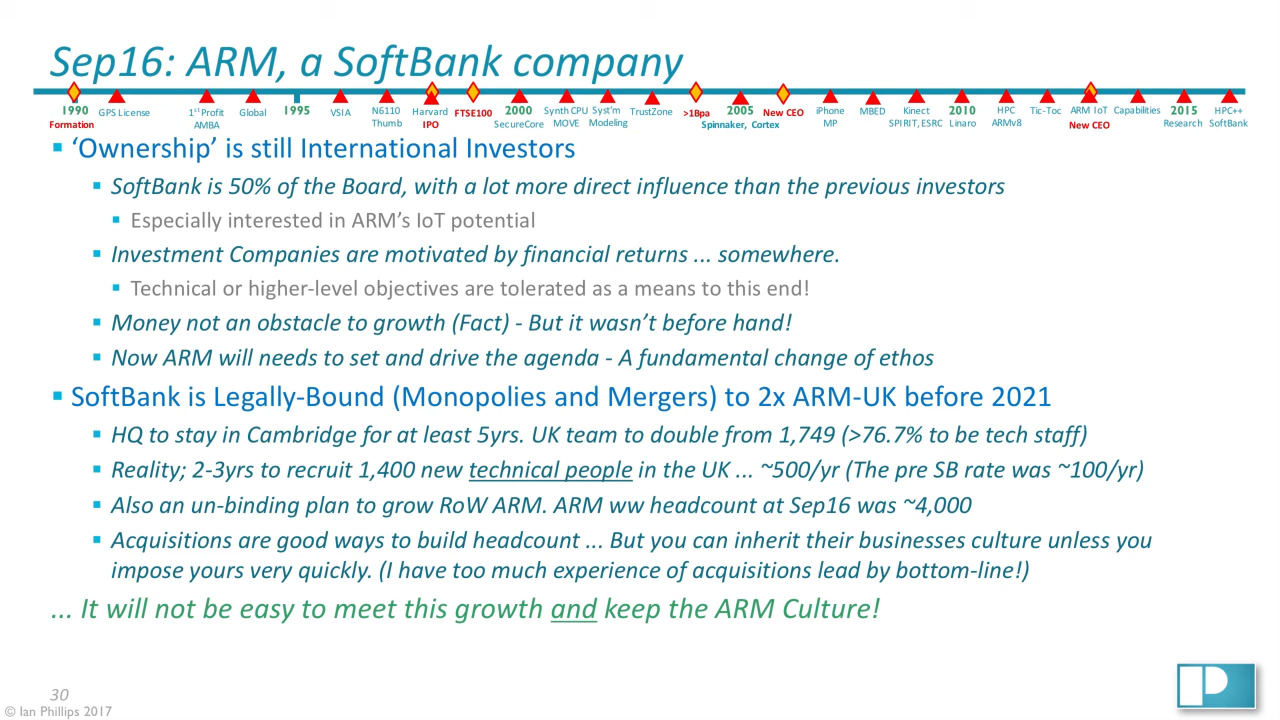 Sep16: ARM, a SoftBank company
1990 GPS License 1st Profit Global 1995 VSIA N6110 Harvard FTSE100 2000 Synth CPU Syst'm TrustZone >1Bpa 2005 New CEO iPhone MBED Kinect 2010 HPC Tic-Toc ARM IoT Capabilities 2015 HPC++
Formation AMBA Thumb IPO SecureCore MOVE Modeling Spinnaker, Cortex MP SPIRIT, ESRC Linaro ARMv8 New CEO Research SoftBank
▪ ‘Ownership’ is still International Investors
▪ SoftBank is 50% of the Board, with a lot more direct influence than the previous investors
▪ Especially interested in ARM’s IoT potential
▪ Investment Companies are motivated by financial returns ... somewhere.
▪ Technical or higher-level objectives are tolerated as a means to this end!
▪ Money not an obstacle to growth (Fact) - But it wasn’t before hand!
▪ Now ARM will needs to set and drive the agenda - A fundamental change of ethos
▪ SoftBank is Legally-Bound (Monopolies and Mergers) to 2x ARM-UK before 2021
▪ HQ to stay in Cambridge for at least 5yrs. UK team to double from 1,749 (>76.7% to be tech staff)
▪ Reality; 2-3yrs to recruit 1,400 new technical people in the UK ... ~500/yr (The pre SB rate was ~100/yr)
▪ Also an un-binding plan to grow RoW ARM. ARM ww headcount at Sep16 was ~4,000
▪ Acquisitions are good ways to build headcount ... But you can inherit their businesses culture unless you
impose yours very quickly. (I have too much experience of acquisitions lead by bottom-line!)
... It will not be easy to meet this growth and keep the ARM Culture!
30
© Ian Phillips 2017